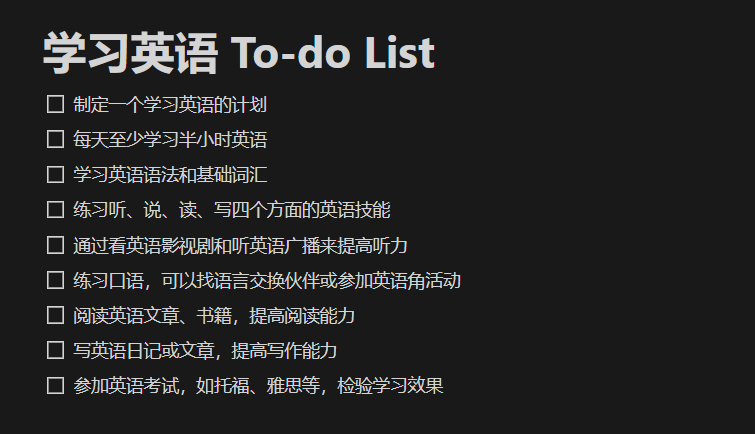 学习英语 To-do List
制定一个学习英语的计划
每天至少学习半小时英语
学习英语语法和基础词汇
练习听、说、读、写四个方面的英语技能
通过看英语影视剧和听英语广播来提高听力
练习口语，可以找语言交换伙伴或参加英语角活动
阅读英语文章、书籍，提高阅读能力
写英语日记或文章，提高写作能力
参加英语考试，如托福、雅思等，检验学习效果